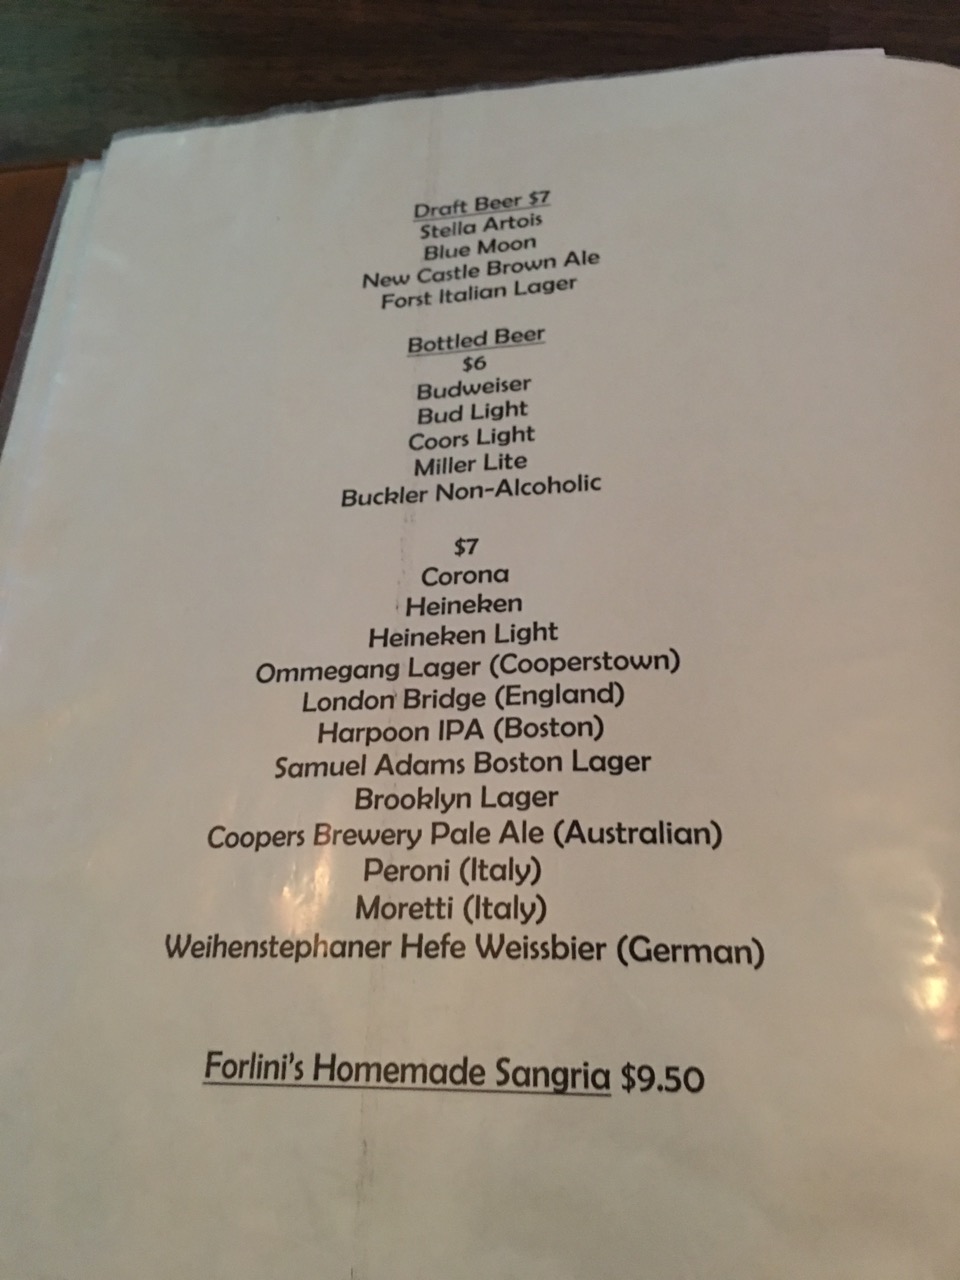 Draft Beer $7
Stella Artois
Blue Moon
New Castle Brown Ale
Forst Italian Lager
Bottled Beer
$6
Budweiser
Bud Light
Coors Light
Miller Lite
Buckler Non-Alcoholic
$7
Corona
Heineken
Heineken Light
Ommegang Lager (Cooperstown)
London Bridge (England)
Harpoon IPA (Boston)
Samuel Adams Boston Lager
Brooklyn Lager
Coopers Brewery Pale Ale (Australian)
Peroni (Italy)
Moretti (Italy)
Weihenstephaner Hefe Weissbier (German)
Forlini's Homemade Sangria $9.50